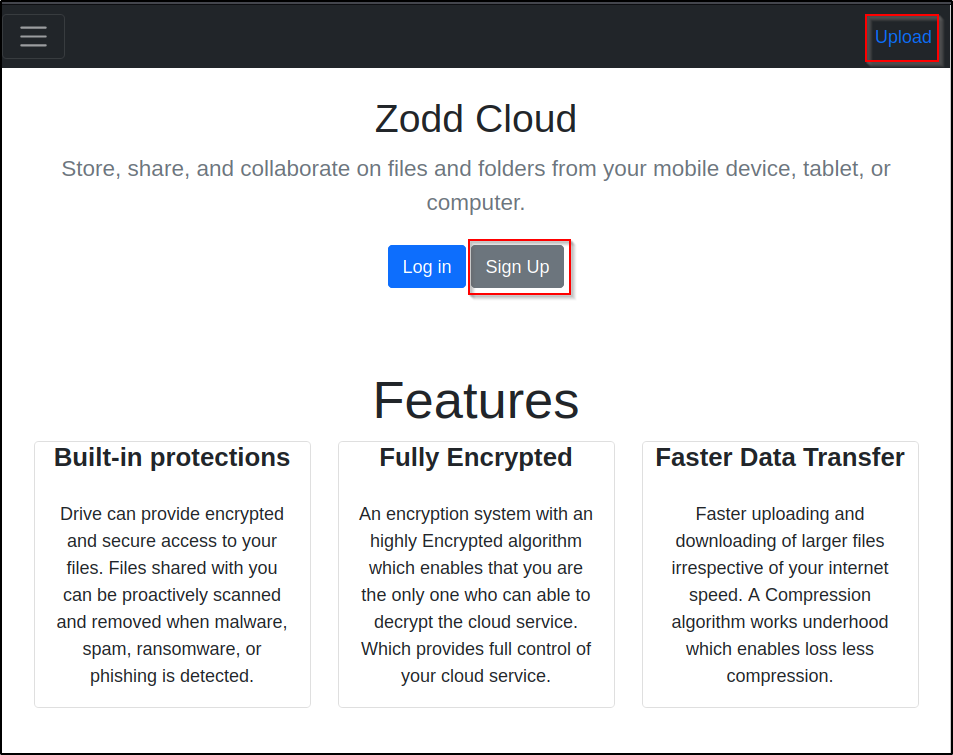 Upload
Zodd Cloud
Store, share, and collaborate on files and folders from your mobile device, tablet, or
computer.
Log in
Sign Up
Features
Built-in protections
Drive can provide encrypted
and secure access to your
files. Files shared with you
can be proactively scanned
and removed when malware,
spam, ransomware, or
phishing is detected.
Fully Encrypted
An encryption system with an
highly Encrypted algorithm
which enables that you are
the only one who can able to
decrypt the cloud service.
Which provides full control of
your cloud service.
Faster Data Transfer
Faster uploading and
downloading of larger files
irrespective of your internet
speed. A Compression
algorithm works underhood
which enables loss less
compression.